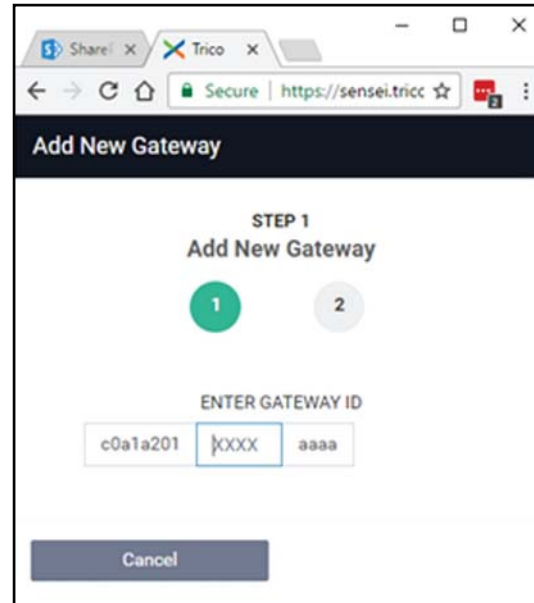 Share
Trico
Secure https://sensei.tricc
2
Add New Gateway
STEP 1
Add New Gateway
1 2
ENTER GATEWAY ID
c0a1a201 XXXX aaaa
Cancel